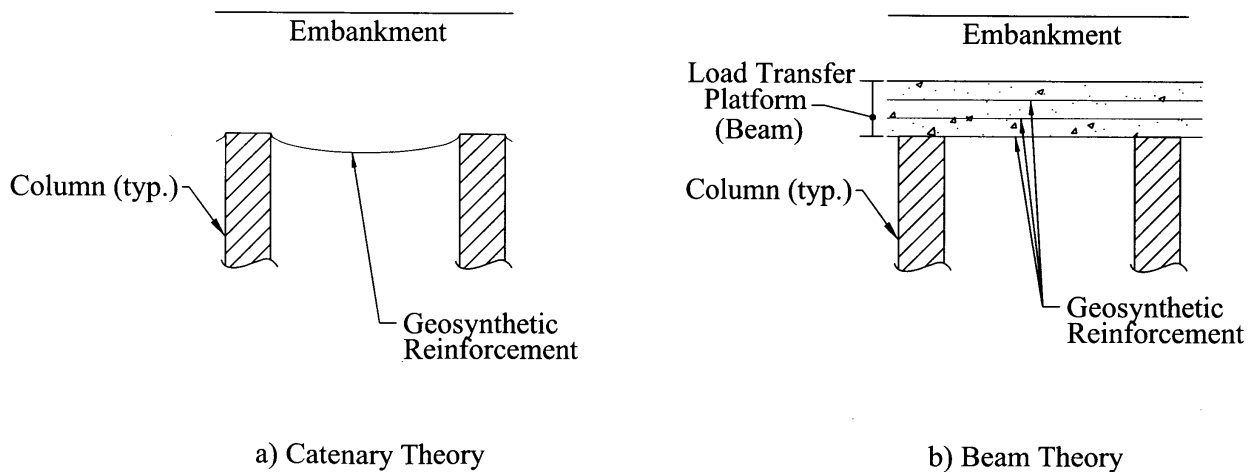 Embankment
Column (typ.)
Geosynthetic
Reinforcement
a) Catenary Theory
Embankment
Load Transfer
Platform
(Beam)
Column (typ.)
Geosynthetic
Reinforcement
b) Beam Theory